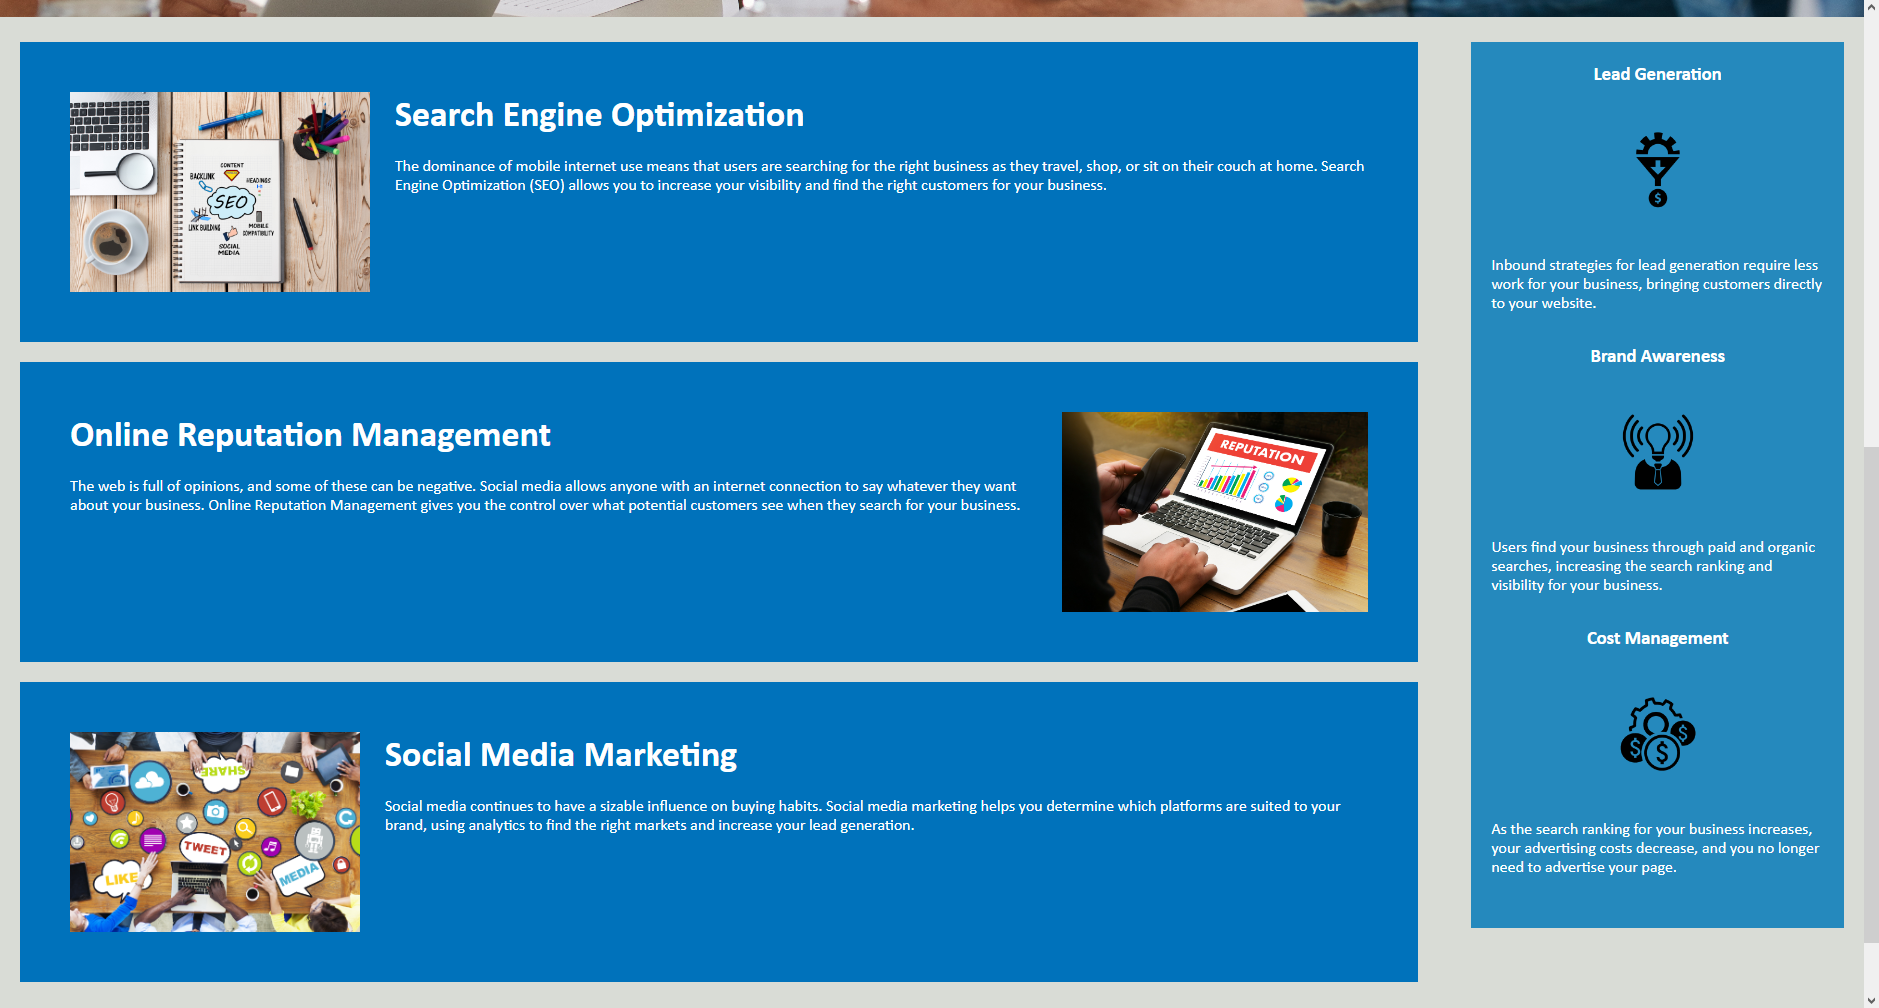 Search Engine Optimization
The dominance of mobile internet use means that users are searching for the right business as they travel, shop, or sit on their couch at home. Search
Engine Optimization (SEO) allows you to increase your visibility and find the right customers for your business.
CONTENT
BACKLINK
HEADINGS
SEO
LINK BUILDING
MOBILE
COMPATIBILITY
SOCIAL
MEDIA
Online Reputation Management
The web is full of opinions, and some of these can be negative. Social media allows anyone with an internet connection to say whatever they want
about your business. Online Reputation Management gives you the control over what potential customers see when they search for your business.
REPUTATION
Social Media Marketing
Social media continues to have a sizable influence on buying habits. Social media marketing helps you determine which platforms are suited to your
brand, using analytics to find the right markets and increase your lead generation.
SHARE
TWEET
LIKE
MEDIA
Lead Generation
$
Inbound strategies for lead generation require less
work for your business, bringing customers directly
to your website.
Brand Awareness
Users find your business through paid and organic
searches, increasing the search ranking and
visibility for your business.
Cost Management
$ $ $
As the search ranking for your business increases,
your advertising costs decrease, and you no longer
need to advertise your page.